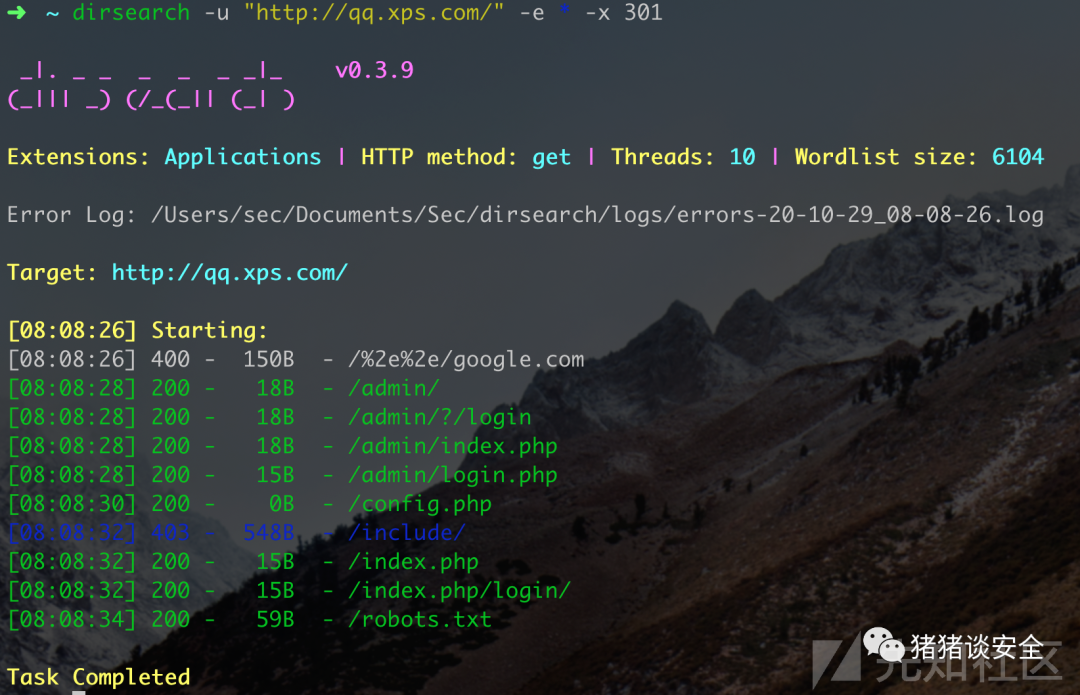 ➜  ~ dirsearch -u "http://qq.xps.com/" -e * -x 301
_|. _ _  _  _  _ _|_    v0.3.9
(_||| _) (/_(_|| (_| )
Extensions: Applications | HTTP method: get | Threads: 10 | Wordlist size: 6104
Error Log: /Users/sec/Documents/Sec/dirsearch/logs/errors-20-10-29_08-08-26.log
Target: http://qq.xps.com/
[08:08:26] Starting:
[08:08:26] 400 -  150B  - /%2e%2e/google.com
[08:08:28] 200 -   18B  - /admin/
[08:08:28] 200 -   18B  - /admin/?/login
[08:08:28] 200 -   18B  - /admin/index.php
[08:08:28] 200 -   15B  - /admin/login.php
[08:08:30] 200 -    0B  - /config.php
[08:08:32] 403 -  548B  - /include/
[08:08:32] 200 -   15B  - /index.php
[08:08:32] 200 -   15B  - /index.php/login/
[08:08:34] 200 -   59B  - /robots.txt
猪猪谈安全
先知社区
Task Completed